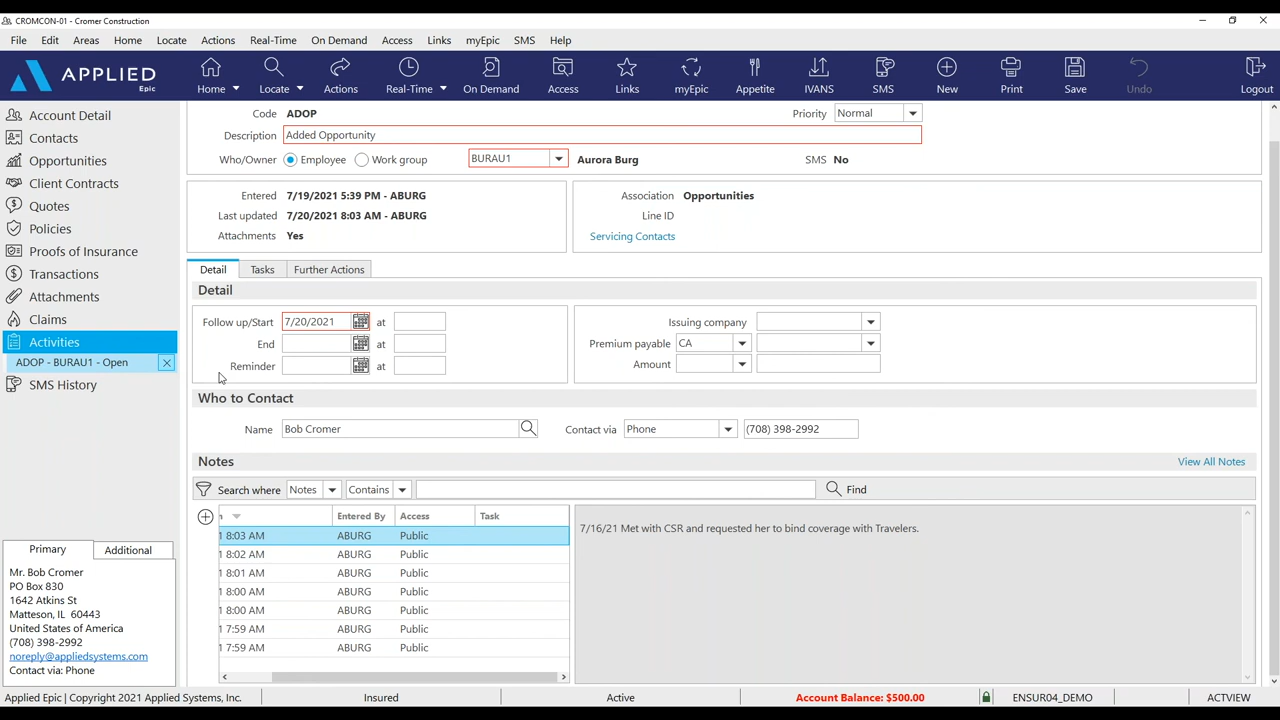 CROMCON-01 - Cromer Construction
File Edit Areas Home Locate Actions Real-Time On Demand Access Links myEpic SMS Help
APPLIED
Epic
Home Locate Actions Real-Time On Demand Access Links myEpic Appetite IVANS SMS New Print Save Undo Logout
Account Detail
Contacts
Opportunities
Client Contracts
Quotes
Policies
Proofs of Insurance
Transactions
Attachments
Claims
Activities
ADOP - BURAU1 - Open
SMS History
Code ADOP Priority Normal
Description Added Opportunity
Who/Owner Employee Work group BURAU1 Aurora Burg SMS No
Entered 7/19/2021 5:39 PM - ABURG
Last updated 7/20/2021 8:03 AM - ABURG
Attachments Yes
Association Opportunities
Line ID
Servicing Contacts
Detail Tasks Further Actions
Detail
Follow up/Start 7/20/2021 at
End at
Reminder at
Issuing company
Premium payable CA
Amount
Who to Contact
Name Bob Cromer Contact via Phone (708) 398-2992
Notes View All Notes
Search where Notes Contains Find
Entered By Access Task
1 8:03 AM ABURG Public
1 8:02 AM ABURG Public
1 8:01 AM ABURG Public
1 8:00 AM ABURG Public
1 8:00 AM ABURG Public
1 7:59 AM ABURG Public
1 7:59 AM ABURG Public
7/16/21 Met with CSR and requested her to bind coverage with Travelers.
Primary Additional
Mr. Bob Cromer
PO Box 830
1642 Atkins St
Matteson, IL 60443
United States of America
(708) 398-2992
noreply@appliedsystems.com
Contact via: Phone
Applied Epic | Copyright 2021 Applied Systems, Inc. Insured Active Account Balance: $500.00 ENSUR04_DEMO ACTVIEW